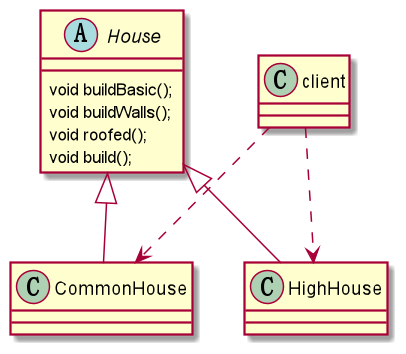 A House
void buildBasic();
void buildWalls();
void roofed();
void build();
C client
C CommonHouse
C HighHouse